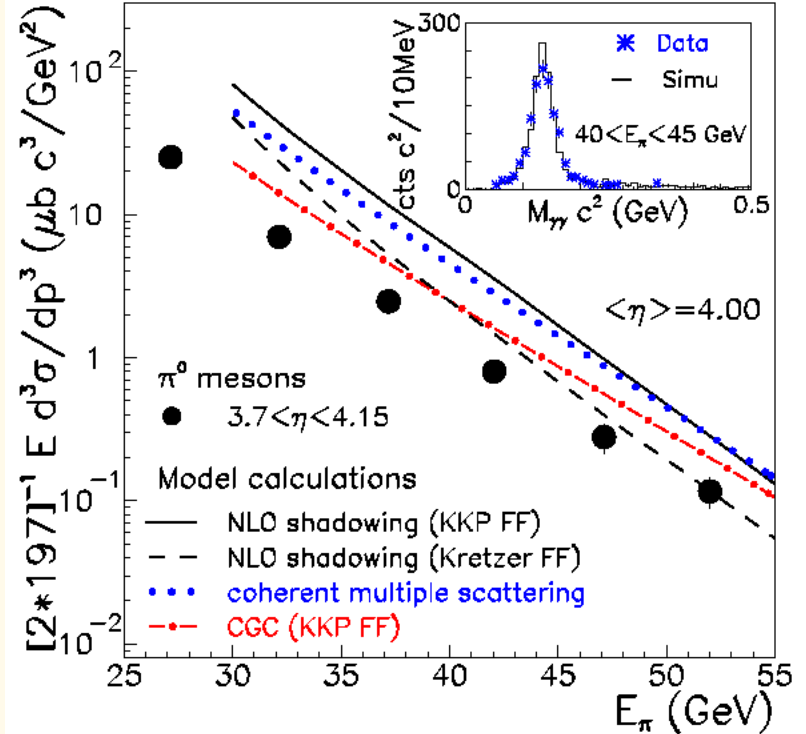 [2*197]⁻¹ E d³σ/dp³ (μb c³/GeV²)
10²
10
1
10⁻¹
10⁻²
25 30 35 40 45 50 55
E_π (GeV)
cts c²/10MeV
300
0
0 0.5
M_γγ c² (GeV)
Data
Simu
40<E_π<45 GeV
<η>=4.00
π⁰ mesons
3.7<η<4.15
Model calculations
NLO shadowing (KKP FF)
NLO shadowing (Kretzer FF)
coherent multiple scattering
CGC (KKP FF)